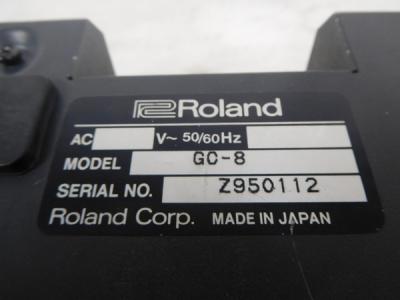 Roland
AC V~ 50/60Hz
MODEL GC-8
SERIAL NO. Z950112
Roland Corp. MADE IN JAPAN